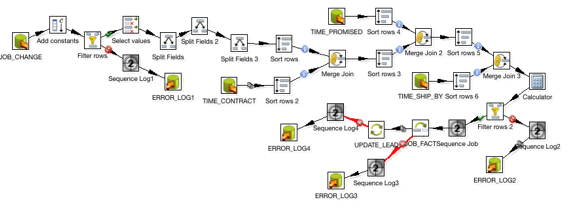 TIME_PROMISED
Sort rows 4
JOB_CHANGE
Add constants
Filter rows
Select values
Split Fields
Split Fields 2
Split Fields 3
Sort rows
Merge Join
Sort rows 3
Merge Join 2
Sort rows 5
Merge Join 3
Sequence Log1
ERROR_LOG1
TIME_CONTRACT
Sort rows 2
TIME_SHIP_BY
Sort rows 6
Calculator
Sequence Log4
UPDATE_LEAD
JOB_FACT
Sequence Job
Filter rows 2
Sequence Log2
ERROR_LOG4
Sequence Log3
ERROR_LOG2
ERROR_LOG3